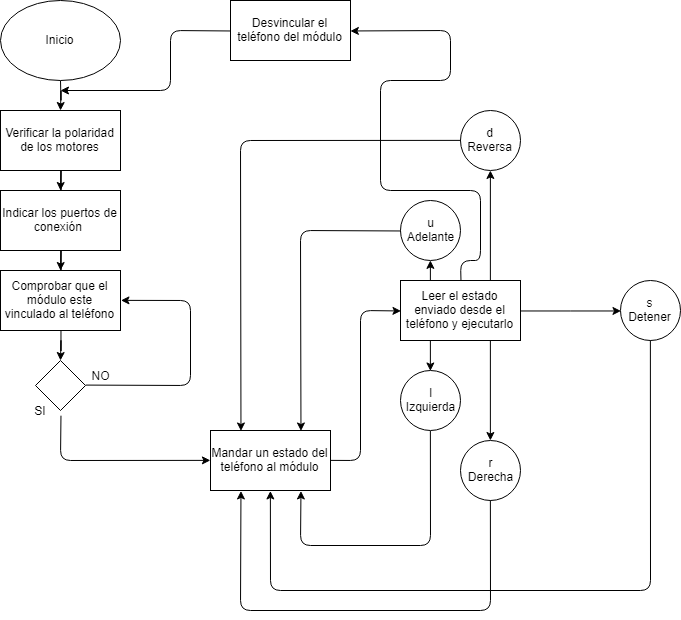 Inicio
Desvincular el
teléfono del módulo
Verificar la polaridad
de los motores
Indicar los puertos de
conexión
Comprobar que el
módulo este
vinculado al teléfono
NO
SI
d
Reversa
u
Adelante
Leer el estado
enviado desde el
teléfono y ejecutarlo
s
Detener
l
Izquierda
Mandar un estado del
teléfono al módulo
r
Derecha